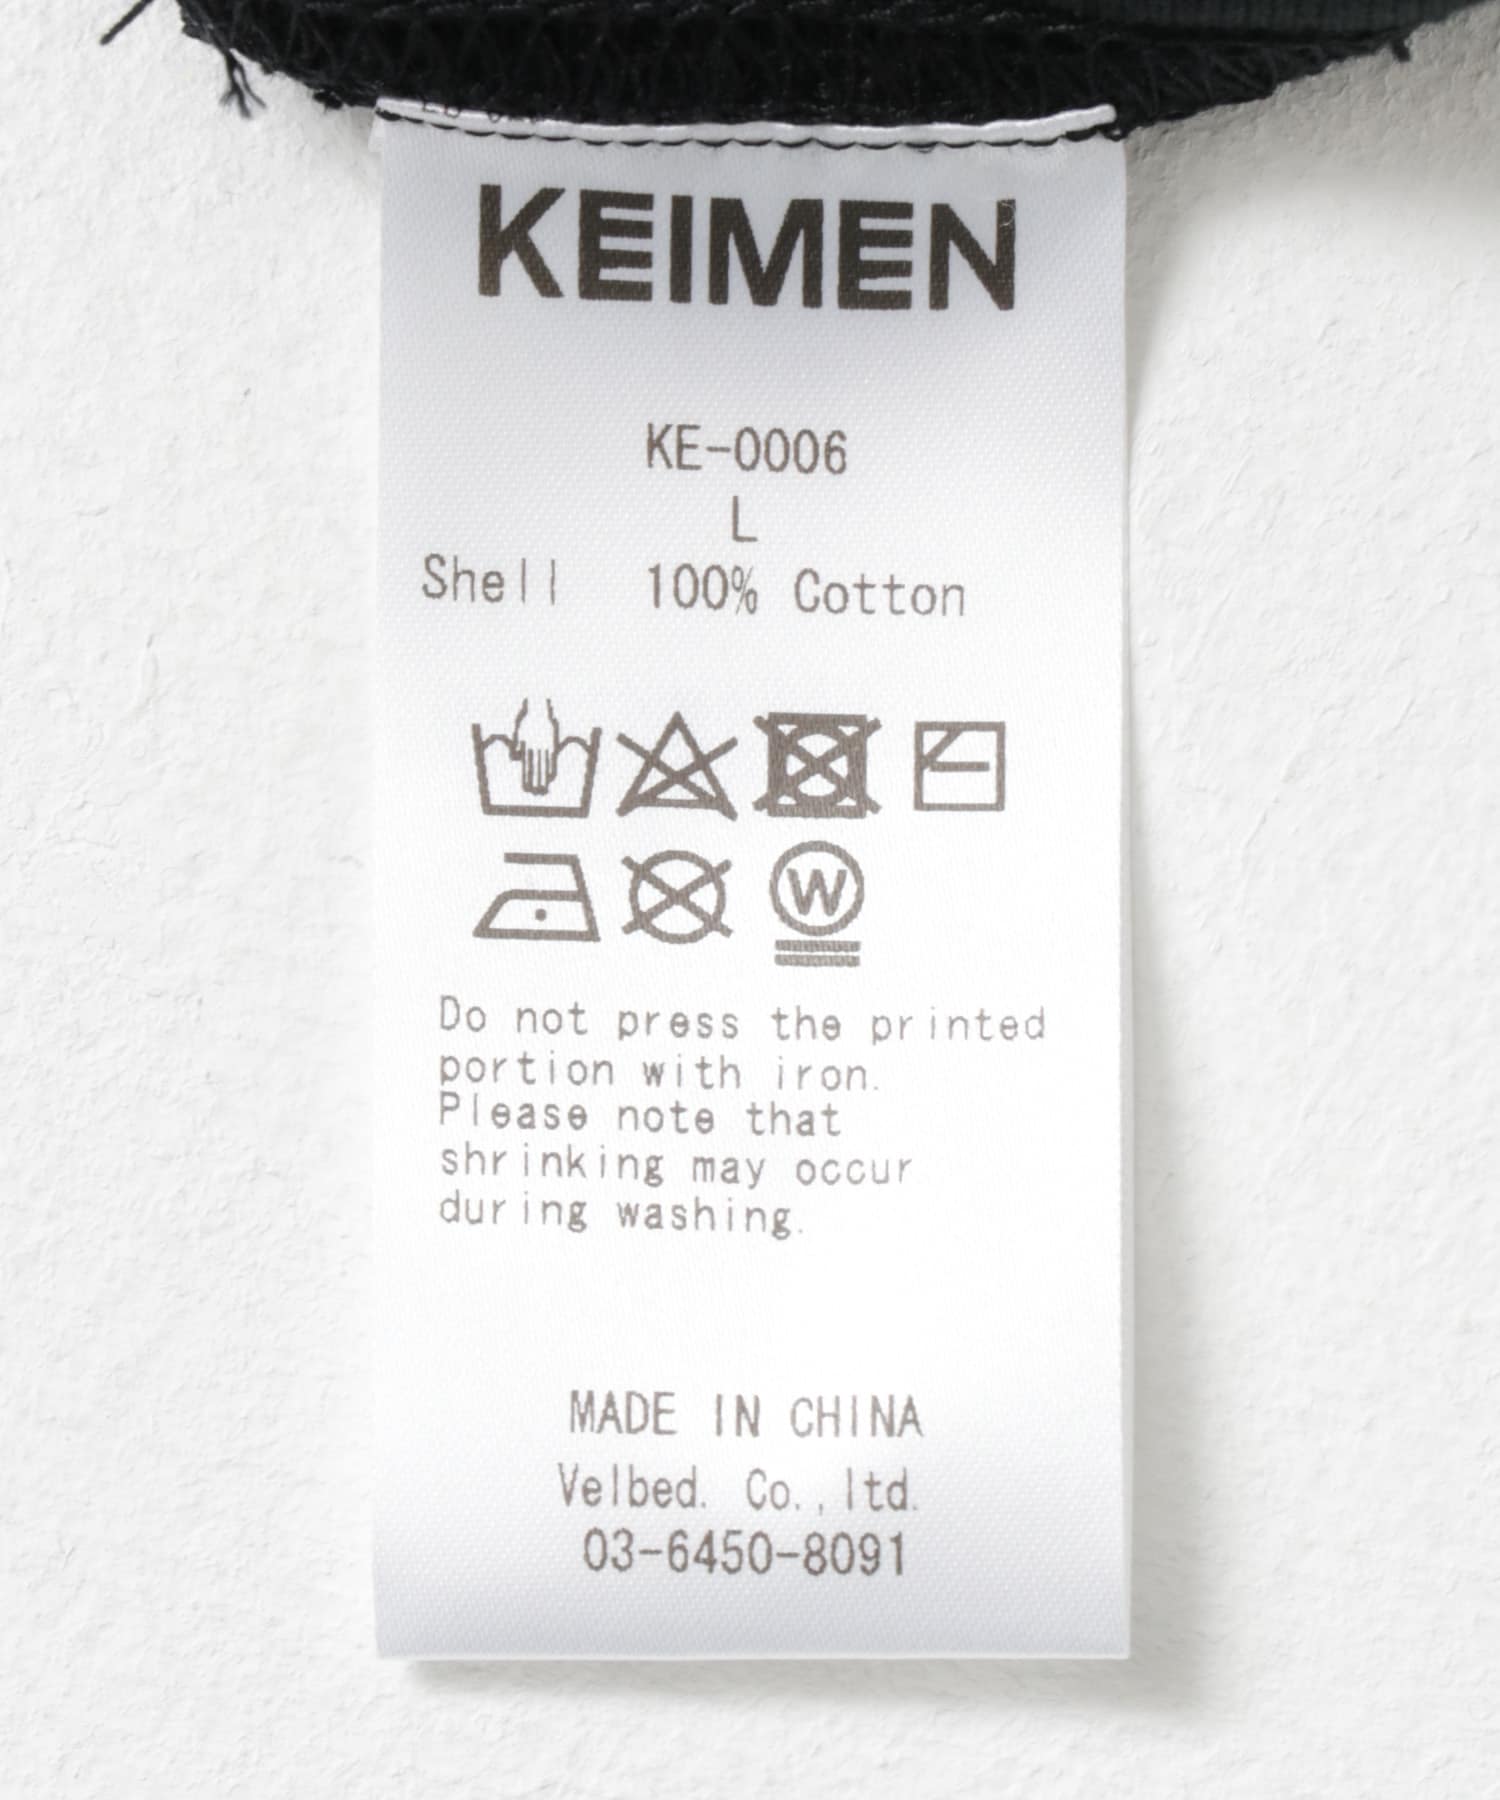 KEIMEN
KE-0006
L
Shell 100% Cotton
W
Do not press the printed
portion with iron.
Please note that
shrinking may occur
during washing.
MADE IN CHINA
Velbed. Co.,ltd.
03-6450-8091